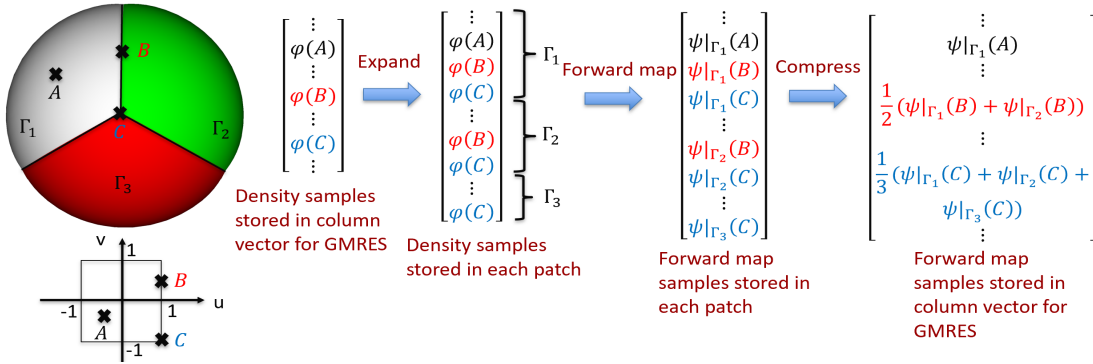 A
B
C
Γ₁
Γ₂
Γ₃
v
1
-1
1
u
-1
A
B
C
⋮
φ(A)
⋮
φ(B)
⋮
φ(C)
⋮
Density samples
stored in column
vector for GMRES
Expand
⋮
φ(A)
φ(B)
φ(C)
⋮
φ(B)
φ(C)
⋮
φ(C)
Γ₁
Γ₂
Γ₃
Density samples
stored in each patch
Forward map
⋮
ψ|Γ₁(A)
ψ|Γ₁(B)
ψ|Γ₁(C)
⋮
ψ|Γ₂(B)
ψ|Γ₂(C)
⋮
ψ|Γ₃(C)
Forward map
samples stored in
each patch
Compress
⋮
ψ|Γ₁(A)
⋮
1/2(ψ|Γ₁(B) + ψ|Γ₂(B))
⋮
1/3(ψ|Γ₁(C) + ψ|Γ₂(C) +
ψ|Γ₃(C))
⋮
Forward map
samples stored in
column vector for
GMRES